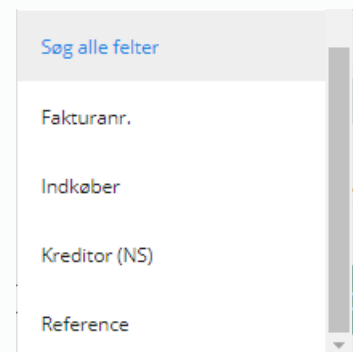 Søg alle felter
Fakturanr.
Indkøber
Kreditor (NS)
Reference